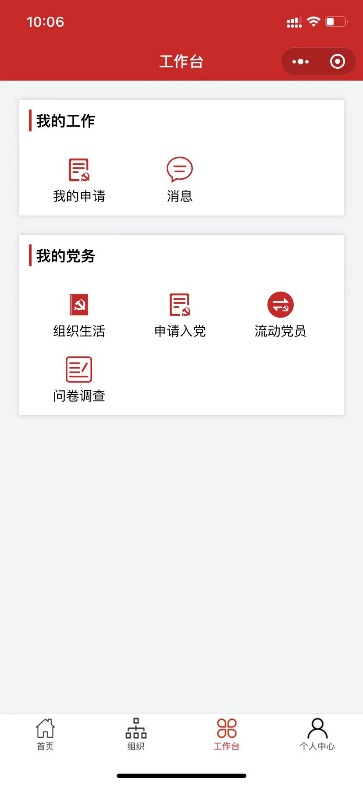 10:06
工作台
我的工作
我的申请 消息
我的党务
组织生活 申请入党 流动党员
问卷调查
首页 组织 工作台 个人中心